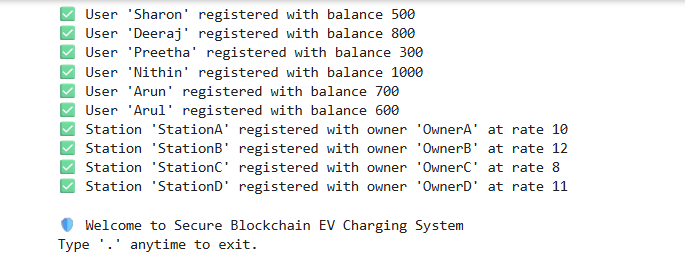 ✅ User 'Sharon' registered with balance 500
✅ User 'Deeraj' registered with balance 800
✅ User 'Preetha' registered with balance 300
✅ User 'Nithin' registered with balance 1000
✅ User 'Arun' registered with balance 700
✅ User 'Arul' registered with balance 600
✅ Station 'StationA' registered with owner 'OwnerA' at rate 10
✅ Station 'StationB' registered with owner 'OwnerB' at rate 12
✅ Station 'StationC' registered with owner 'OwnerC' at rate 8
✅ Station 'StationD' registered with owner 'OwnerD' at rate 11
🛡️ Welcome to Secure Blockchain EV Charging System
Type '.' anytime to exit.